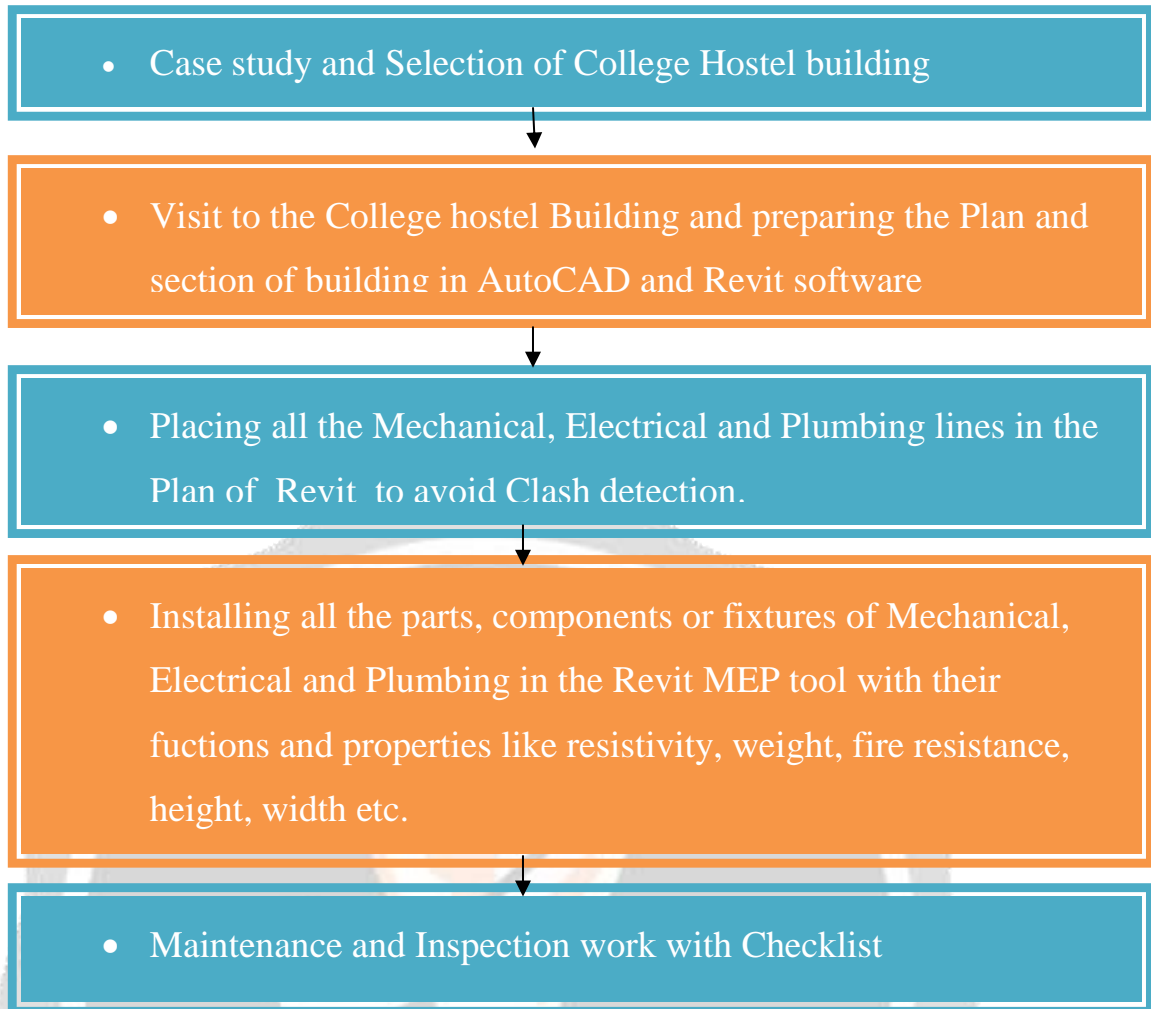 • Case study and Selection of College Hostel building
• Visit to the College hostel Building and preparing the Plan and
section of building in AutoCAD and Revit software
• Placing all the Mechanical, Electrical and Plumbing lines in the
Plan of Revit to avoid Clash detection.
• Installing all the parts, components or fixtures of Mechanical,
Electrical and Plumbing in the Revit MEP tool with their
fuctions and properties like resistivity, weight, fire resistance,
height, width etc.
• Maintenance and Inspection work with Checklist